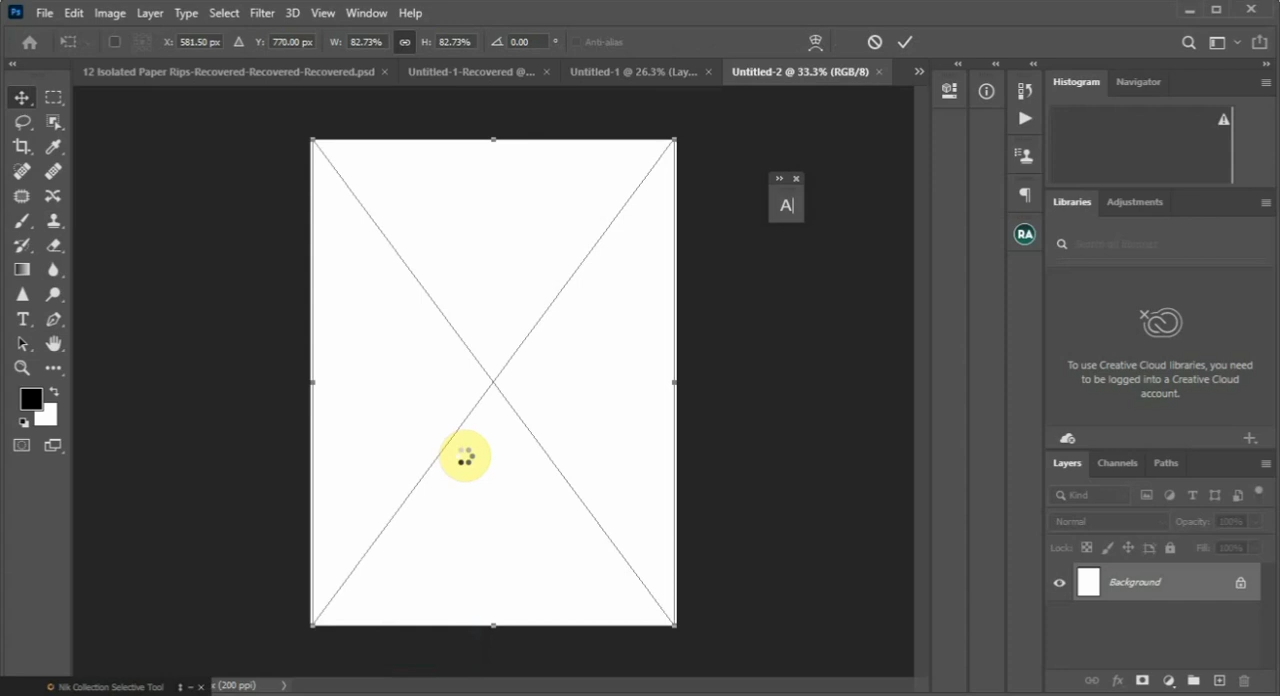 Ps File Edit Image Layer Type Select Filter 3D View Window Help
X: 581.50 px Y: 770.00 px W: 82.73% H: 82.73% 0.00 ° Anti-alias
12 Isolated Paper Rips-Recovered-Recovered-Recovered.psd × Untitled-1-Recovered @... × Untitled-1 @ 26.3% (Lay... × Untitled-2 @ 33.3% (RGB/8) ×
Histogram Navigator
A|
Libraries Adjustments
RA
To use Creative Cloud libraries, you need
to be logged into a Creative Cloud
account.
Layers Channels Paths
Kind
Normal Opacity: 100%
Lock: Fill: 100%
Background
T
Nik Collection Selective Tool
(200 ppi)
fx